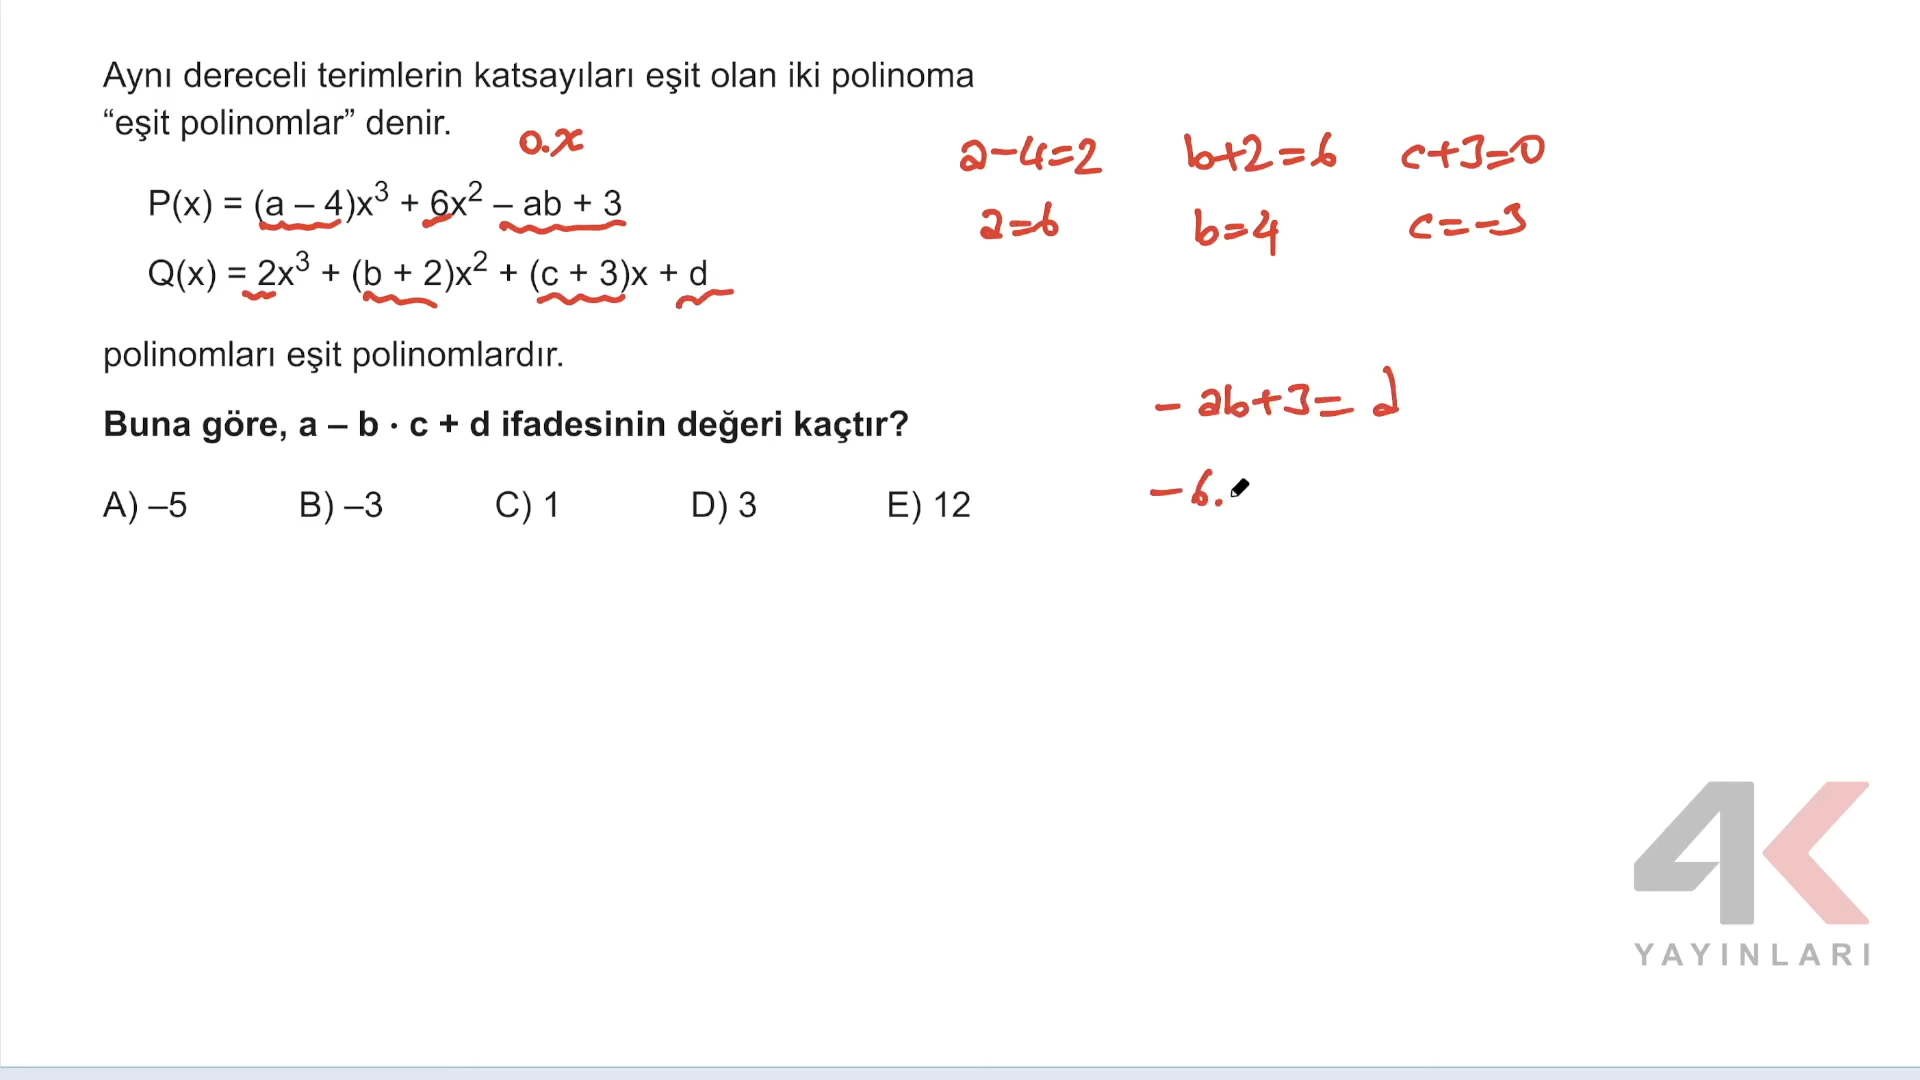 Aynı dereceli terimlerin katsayıları eşit olan iki polinoma
“eşit polinomlar” denir.
0.x
P(x) = (a – 4)x³ + 6x² – ab + 3
Q(x) = 2x³ + (b + 2)x² + (c + 3)x + d
polinomları eşit polinomlardır.
Buna göre, a – b · c + d ifadesinin değeri kaçtır?
A) –5 B) –3 C) 1 D) 3 E) 12
a-4=2 b+2=6 c+3=0
a=6 b=4 c=-3
-ab+3=d
-6.
4K
YAYINLARI